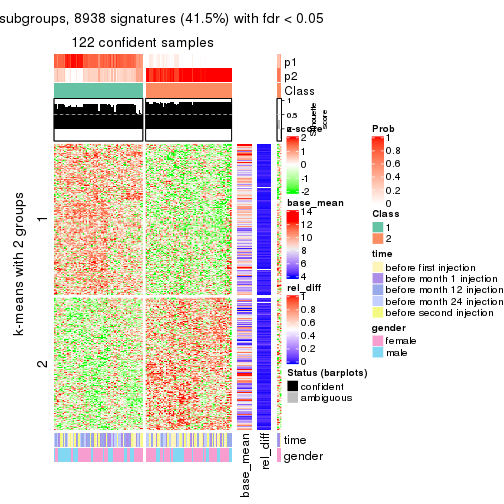 subgroups, 8938 signatures (41.5%) with fdr < 0.05
122 confident samples
p1
p2
Class
1
0.5
0
Silhouette
score
z-score
2
1
0
-1
-2
base_mean
14
12
10
8
6
4
rel_diff
1
0.8
0.6
0.4
0.2
0
Status (barplots)
confident
ambiguous
Prob
1
0.8
0.6
0.4
0.2
0
Class
1
2
time
before first injection
before month 1 injection
before month 12 injection
before month 24 injection
before second injection
gender
female
male
k-means with 2 groups
1
2
time
gender
base_mean
rel_diff